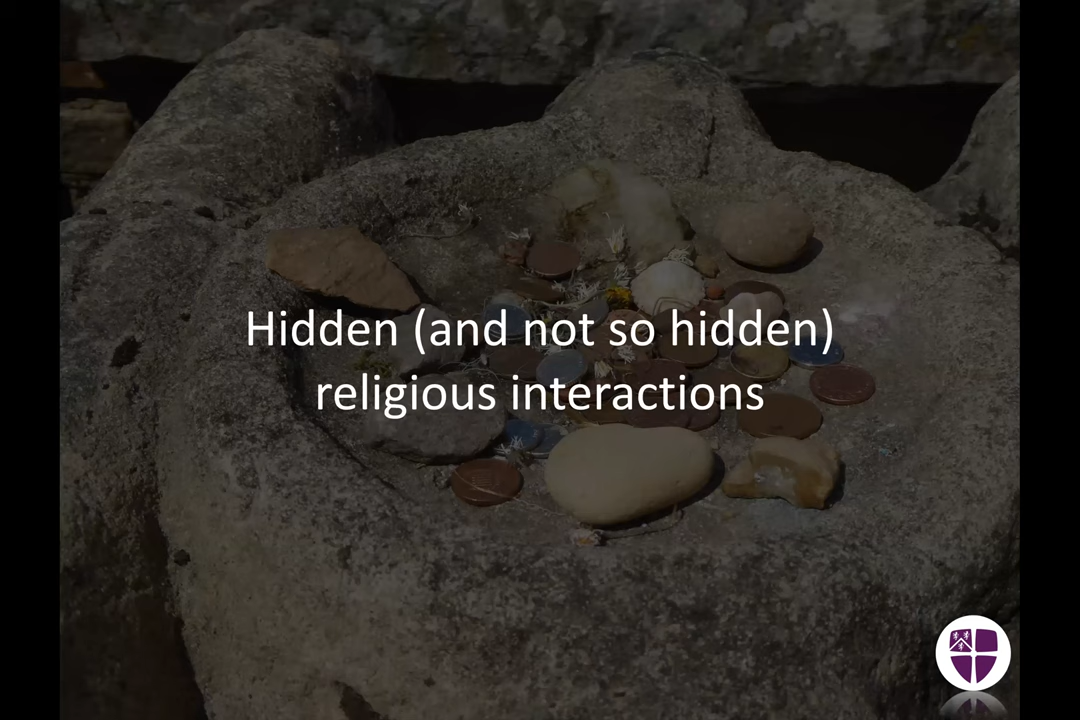 Hidden (and not so hidden)
religious interactions